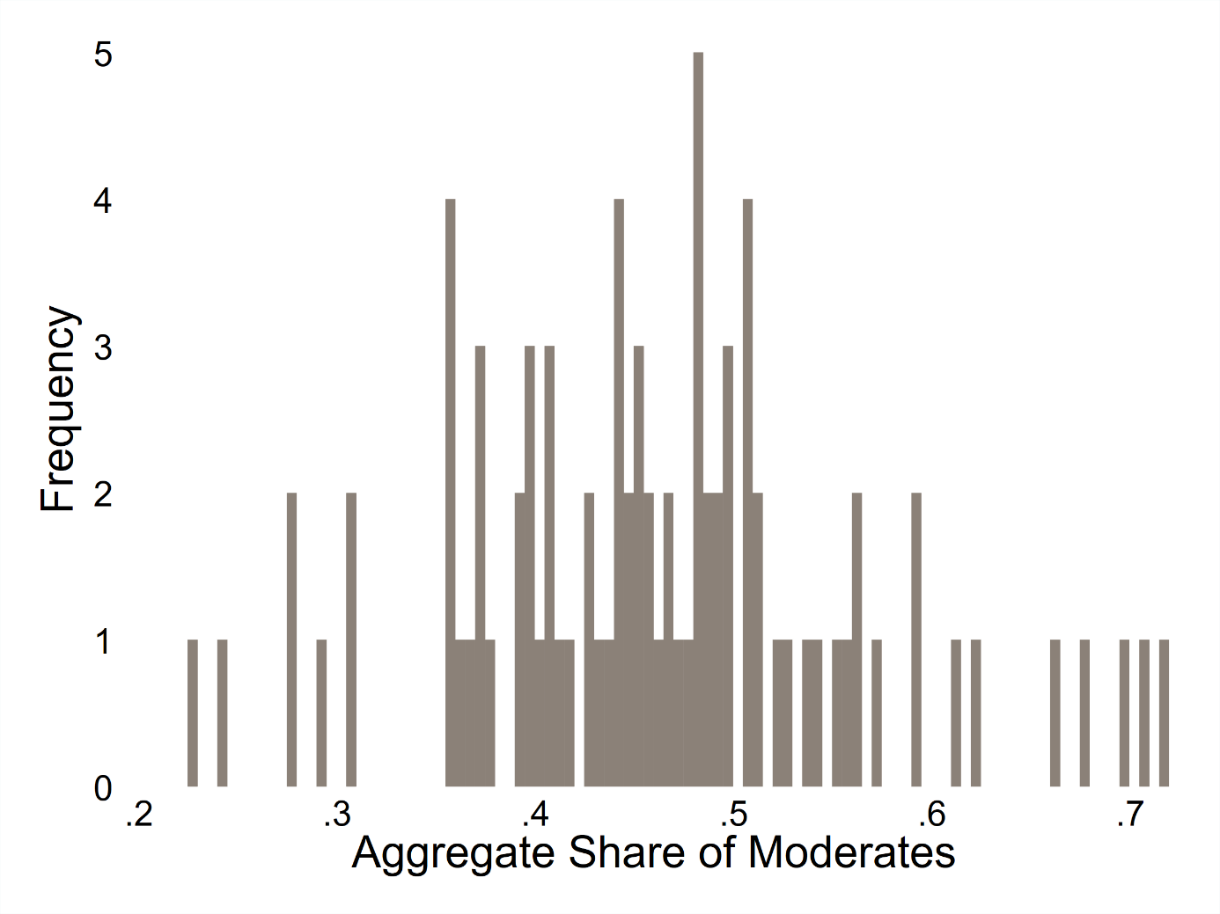 5
4
3
2
1
0
Frequency
.2 .3 .4 .5 .6 .7
Aggregate Share of Moderates